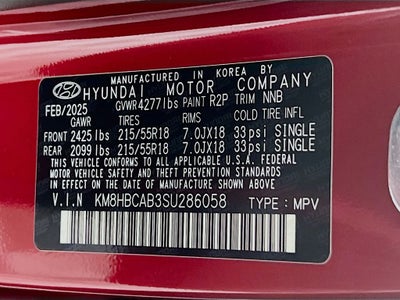 MANUFACTURED IN KOREA BY
HYUNDAI MOTOR COMPANY
FEB/2025 GVWR4277lbs PAINT R2P TRIM NNB
GAWR TIRES RIMS COLD TIRE INFL
FRONT 2425 lbs 215/55R18 7.0JX18 33psi SINGLE
REAR 2099 lbs 215/55R18 7.0JX18 33psi SINGLE
THIS VEHICLE CONFORMS TO ALL APPLICABLE U.S.A. FEDERAL
MOTOR VEHICLE SAFETY AND THEFT PREVENTION STANDARDS
IN EFFECT ON THE DATE OF MANUFACTURE SHOWN ABOVE.
V.I.N KM8HBCAB3SU286058 TYPE: MPV